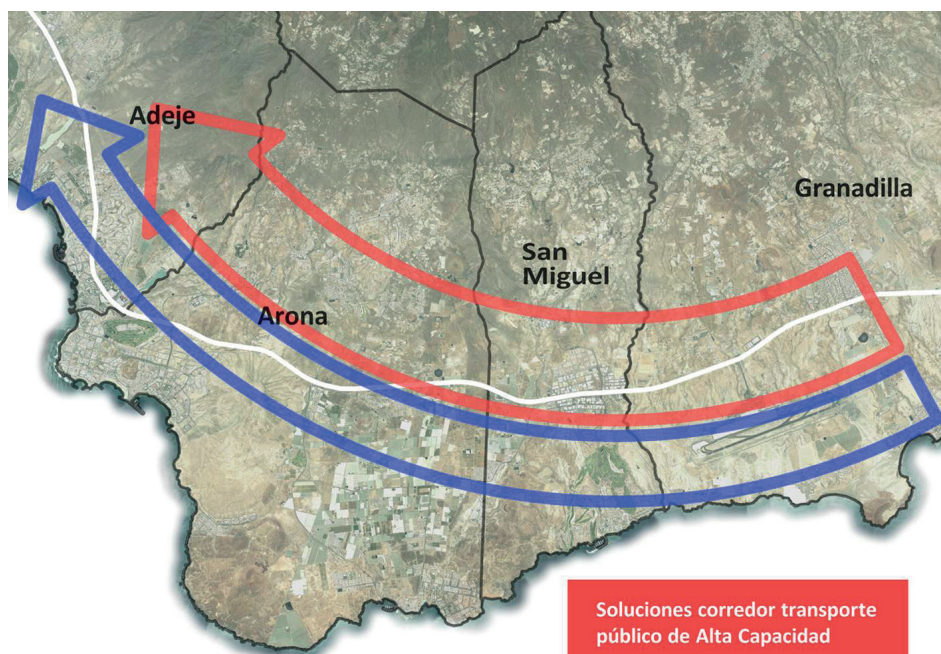 Adeje
Granadilla
San
Miguel
Arona
Soluciones corredor transporte
público de Alta Capacidad